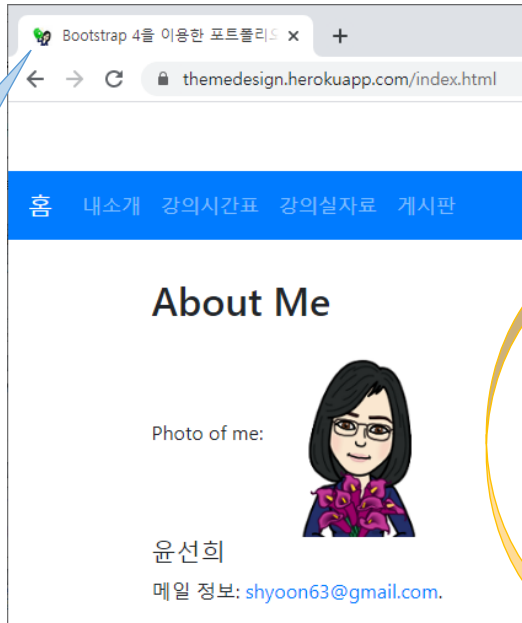 Bootstrap 4을 이용한 포트폴리
themedesign.herokuapp.com/index.html
홈 내소개 강의시간표 강의실자료 게시판
About Me
Photo of me:
윤선희
메일 정보: shyoon63@gmail.com.